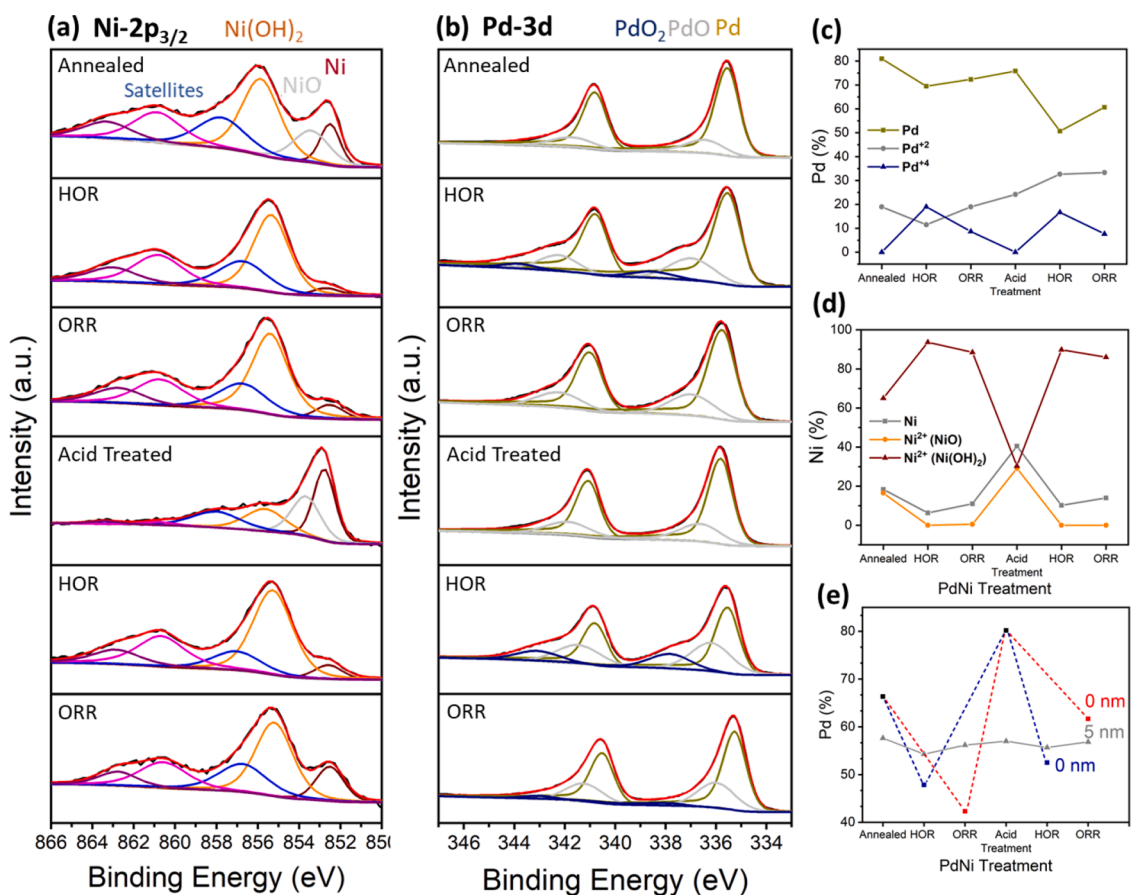 (a) Ni-2p3/2 Ni(OH)2
Annealed
Satellites
NiO
Ni
HOR
ORR
Acid Treated
HOR
ORR
Intensity (a.u.)
866 864 862 860 858 856 854 852 850
Binding Energy (eV)
(b) Pd-3d PdO2 PdO Pd
Annealed
HOR
ORR
Acid Treated
HOR
ORR
Intensity (a.u.)
346 344 342 340 338 336 334
Binding Energy (eV)
(c)
80
70
60
50
40
30
20
10
0
Pd (%)
Pd
Pd+2
Pd+4
Annealed HOR ORR Acid HOR ORR
Treatment
(d)
100
80
60
40
20
0
Ni (%)
Ni
Ni2+ (NiO)
Ni2+ (Ni(OH)2)
Annealed HOR ORR Acid HOR ORR
Treatment
PdNi Treatment
(e)
80
70
60
50
40
Pd (%)
0 nm
5 nm
0 nm
Annealed HOR ORR Acid HOR ORR
Treatment
PdNi Treatment